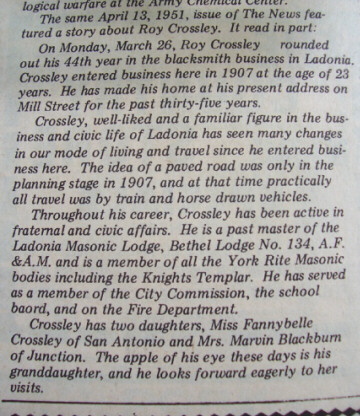 logical warfare at the Army Chemical Center.
The same April 13, 1951, issue of The News fea-
tured a story about Roy Crossley. It read in part:
On Monday, March 26, Roy Crossley rounded
out his 44th year in the blacksmith business in Ladonia.
Crossley entered business here in 1907 at the age of 23
years. He has made his home at his present address on
Mill Street for the past thirty-five years.
Crossley, well-liked and a familiar figure in the bus-
iness and civic life of Ladonia has seen many changes
in our mode of living and travel since he entered busi-
ness here. The idea of a paved road was only in the
planning stage in 1907, and at that time practically
all travel was by train and horse drawn vehicles.
Throughout his career, Crossley has been active in
fraternal and civic affairs. He is a past master of the
Ladonia Masonic Lodge, Bethel Lodge No. 134, A.F.
&A.M. and is a member of all the York Rite Masonic
bodies including the Knights Templar. He has served
as a member of the City Commission, the school
baord, and on the Fire Department.
Crossley has two daughters, Miss Fannybelle
Crossley of San Antonio and Mrs. Marvin Blackburn
of Junction. The apple of his eye these days is his
granddaughter, and he looks forward eagerly to her
visits.